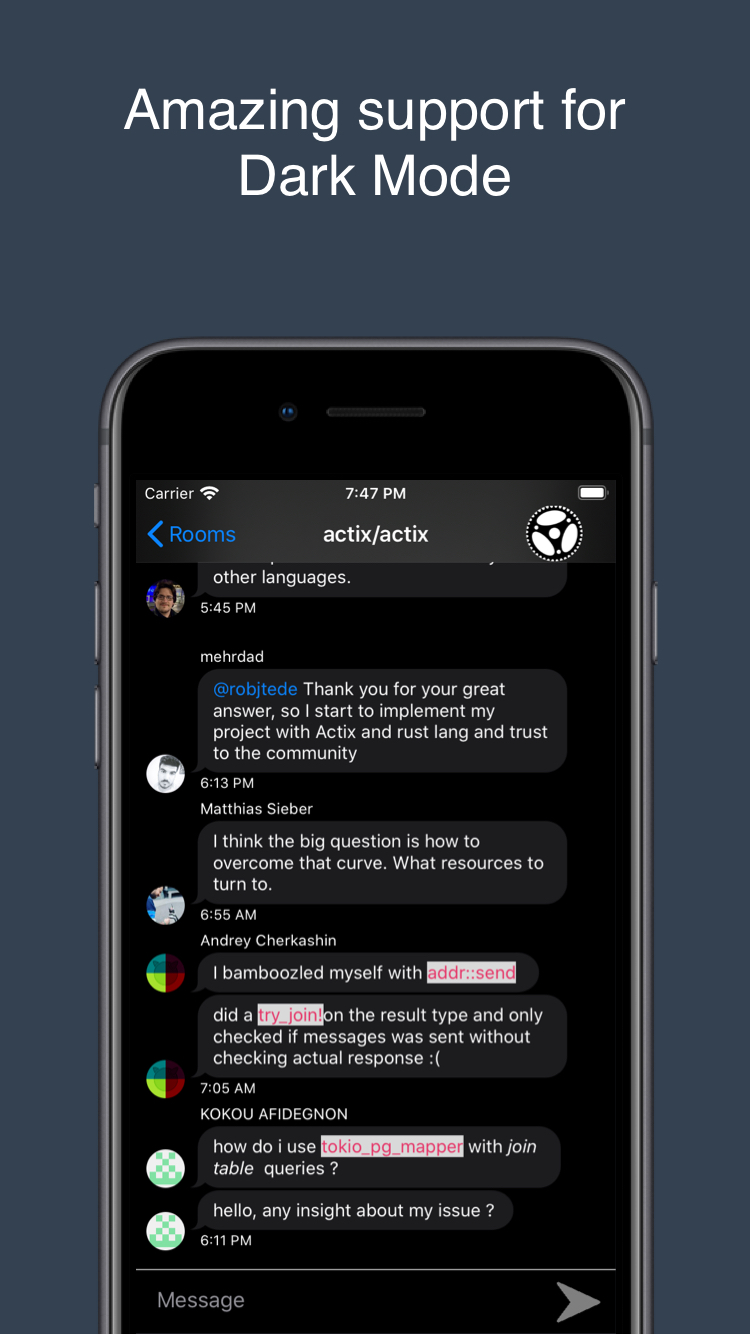 Amazing support for
Dark Mode
Carrier
7:47 PM
Rooms
actix/actix
other languages.
5:45 PM
mehrdad
@robjtede Thank you for your great
answer, so I start to implement my
project with Actix and rust lang and trust
to the community
6:13 PM
Matthias Sieber
I think the big question is how to
overcome that curve. What resources to
turn to.
6:55 AM
Andrey Cherkashin
I bamboozled myself with addr::send
did a try_join!on the result type and only
checked if messages was sent without
checking actual response :(
7:05 AM
KOKOU AFIDEGNON
how do i use tokio_pg_mapper with join
table queries ?
hello, any insight about my issue ?
6:11 PM
Message